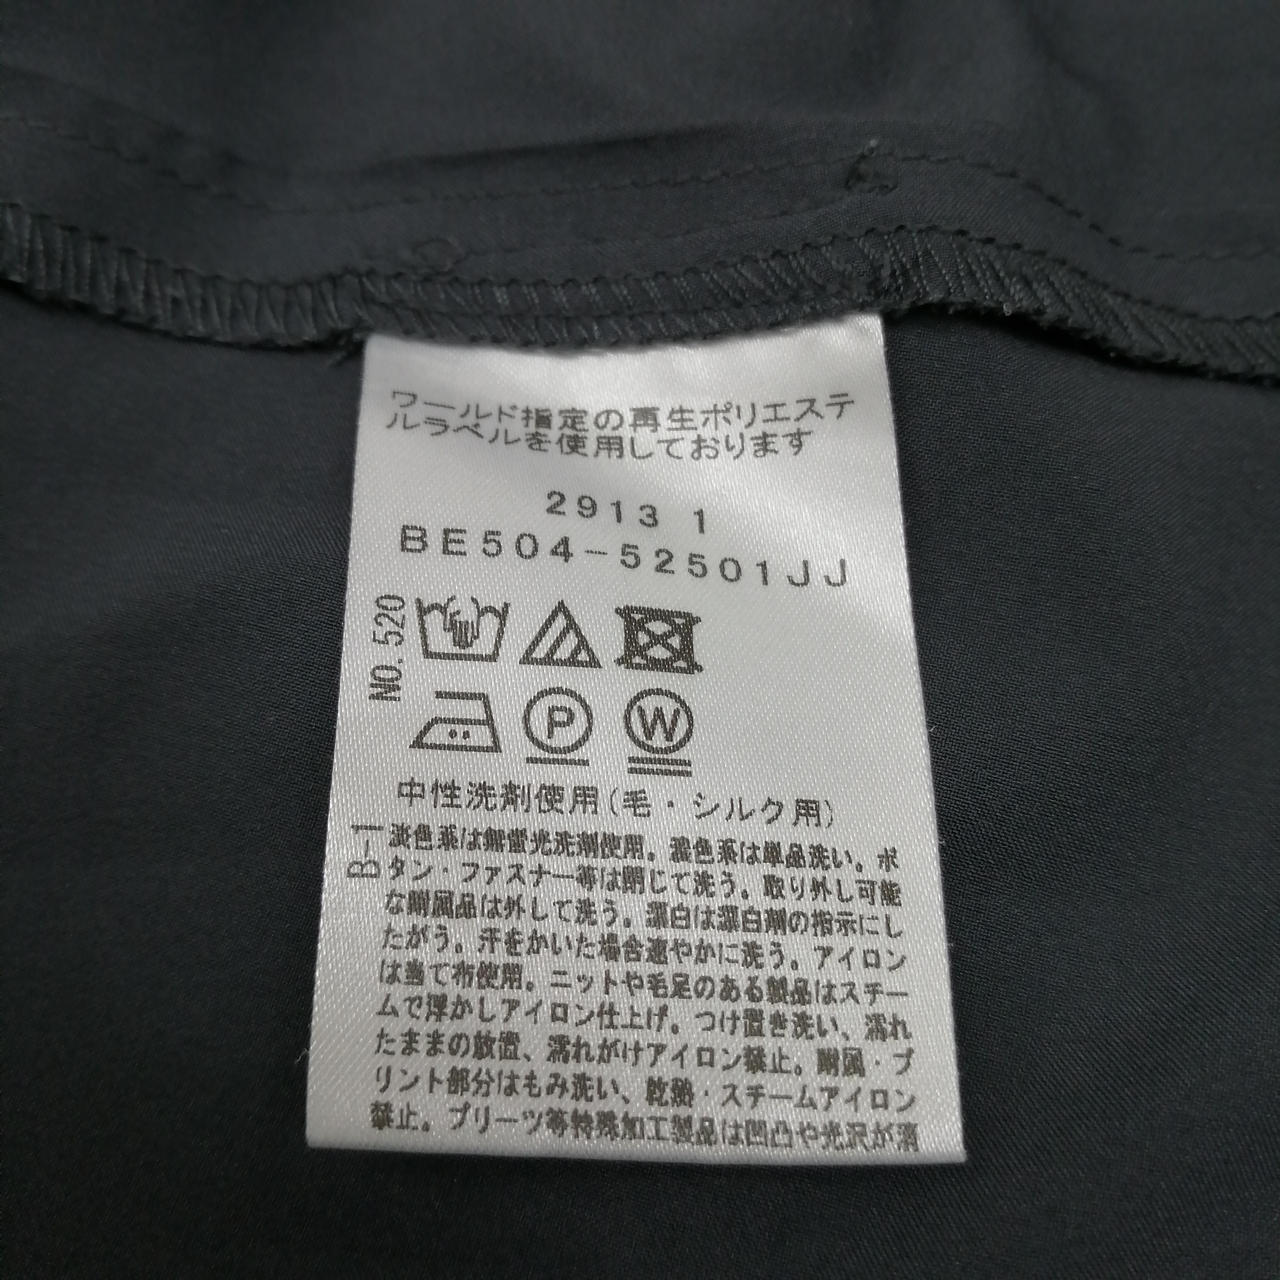 ワールド指定の再生ポリエステ
ルラベルを使用しております
2913 1
BE504-52501JJ
NO. 520
P
W
中性洗剤使用(毛・シルク用)
B-1
淡色系は無蛍光洗剤使用。濃色系は単品洗い。ボ
タン・ファスナー等は閉じて洗う。取り外し可能
な附属品は外して洗う。漂白は漂白剤の指示にし
たがう。汗をかいた場合速やかに洗う。アイロン
は当て布使用。ニットや毛足のある製品はスチー
ムで浮かしアイロン仕上げ。つけ置き洗い、濡れ
たままの放置、濡れがけアイロン禁止。附属・プ
リント部分はもみ洗い、乾熱・スチームアイロン
禁止。プリーツ等特殊加工製品は凹凸や光沢が消